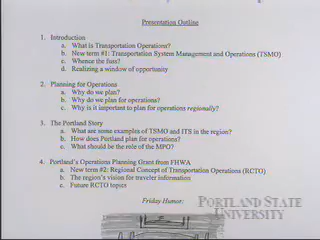 Presentation Outline
1. Introduction
a. What is Transportation Operations?
b. New term #1: Transportation System Management and Operations (TSMO)
c. Whence the fuss?
d. Realizing a window of opportunity
2. Planning for Operations
a. Why do we plan?
b. Why do we plan for operations?
c. Why is it important to plan for operations regionally?
3. The Portland Story
a. What are some examples of TSMO and ITS in the region?
b. How does Portland plan for operations?
c. What should be the role of the MPO?
4. Portland's Operations Planning Grant from FHWA
a. New term #2: Regional Concept of Transportation Operations (RCTO)
b. The region's vision for traveler information
c. Future RCTO topics
Friday Humor:
PORTLAND STATE
UNIVERSITY